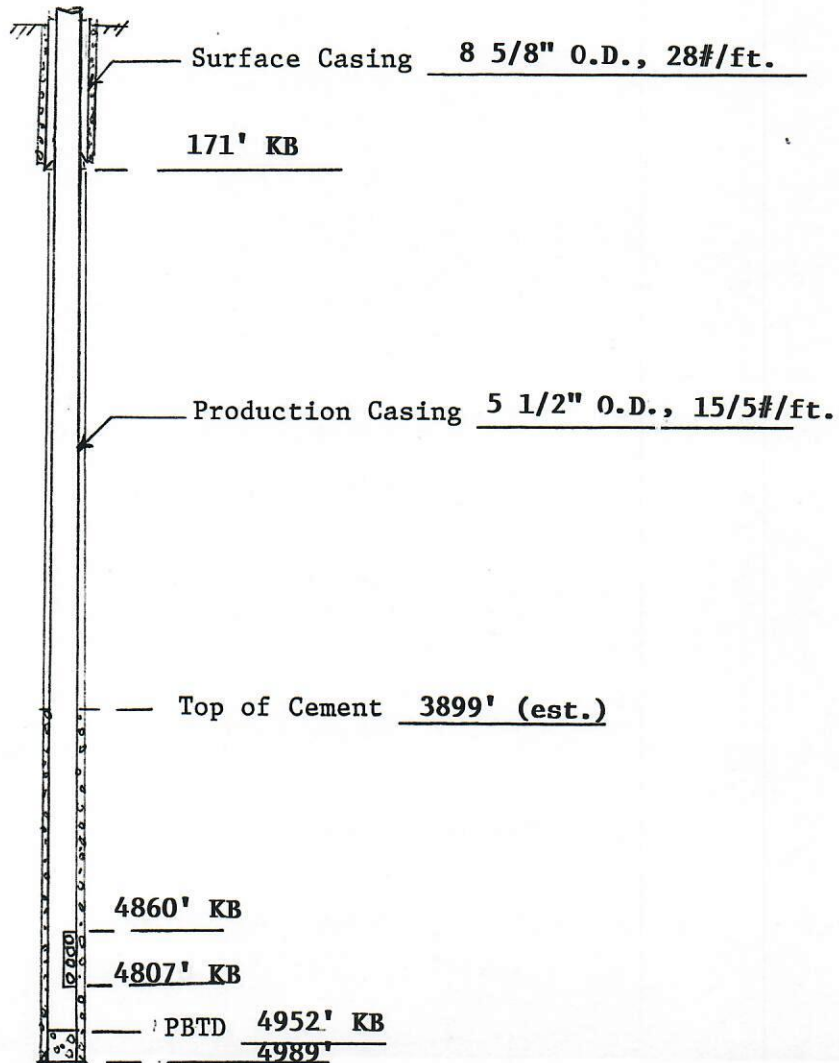 Surface Casing 8 5/8" O.D., 28#/ft.
171' KB
Production Casing 5 1/2" O.D., 15/5#/ft.
Top of Cement 3899' (est.)
4860' KB
4807' KB
PBTD 4952' KB
4989'